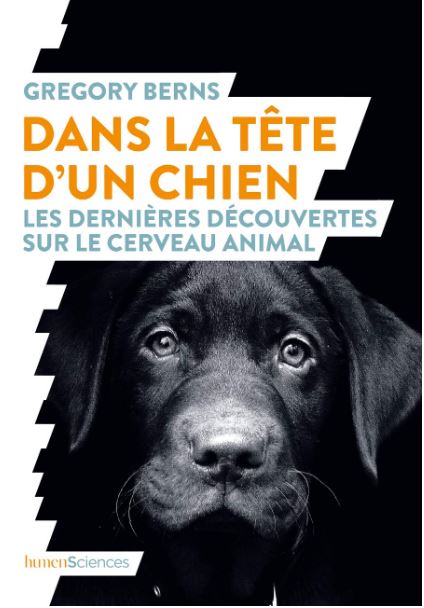 GREGORY BERNS
DANS LA TÊTE
D'UN CHIEN
LES DERNIÈRES DÉCOUVERTES
SUR LE CERVEAU ANIMAL
humenSciences